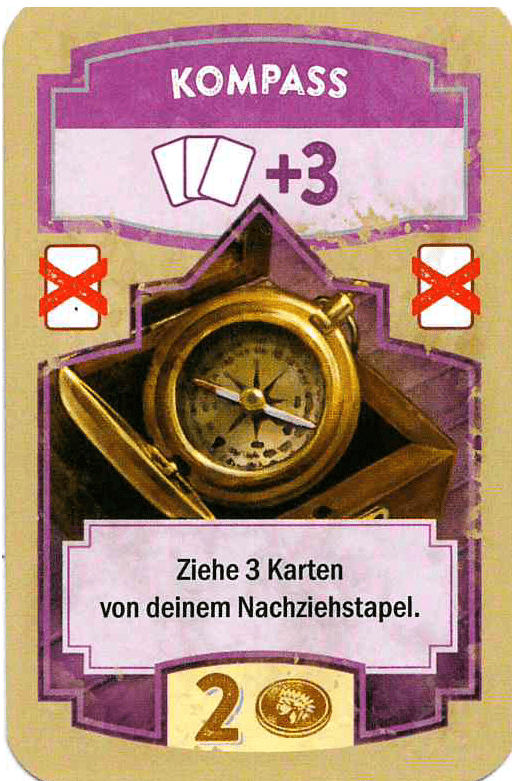 KOMPASS
+3
Ziehe 3 Karten
von deinem Nachziehstapel.
2